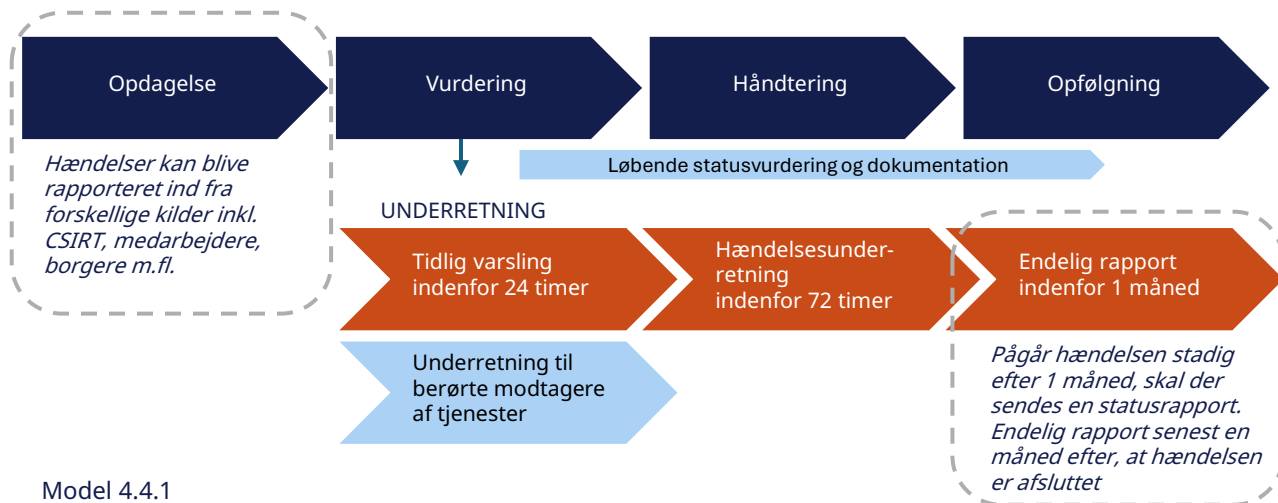 Opdagelse
Vurdering
Håndtering
Opfølgning
Hændelser kan blive
rapporteret ind fra
forskellige kilder inkl.
CSIRT, medarbejdere,
borgere m.fl.
Løbende statusvurdering og dokumentation
UNDERRETNING
Tidlig varsling
indenfor 24 timer
Hændelsesunder-
retning
indenfor 72 timer
Endelig rapport
indenfor 1 måned
Underretning til
berørte modtagere
af tjenester
Pågår hændelsen stadig
efter 1 måned, skal der
sendes en statusrapport.
Endelig rapport senest en
måned efter, at hændelsen
er afsluttet
Model 4.4.1